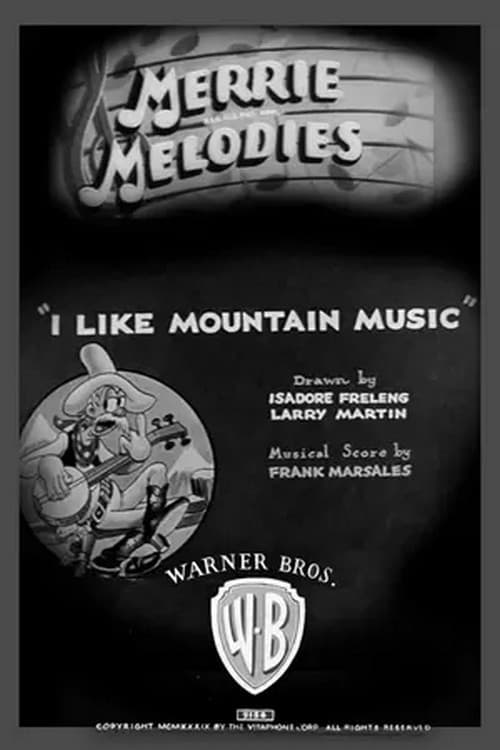 MERRIE
MELODIES
"I LIKE MOUNTAIN MUSIC"
Drawn by
ISADORE FRELENG
LARRY MARTIN
Musical Score by
FRANK MARSALES
WARNER BROS.
W-B
COPYRIGHT MCMXXXIX BY THE VITAPHONE CORP. ALL RIGHTS RESERVED